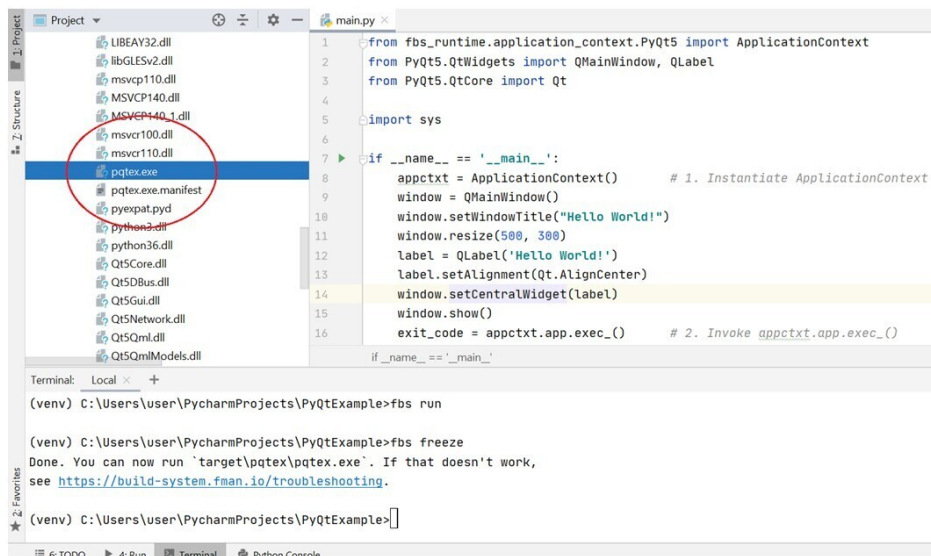 1: Project
Project
main.py
LIBEAY32.dll
libGLESv2.dll
msvcp110.dll
MSVCP140.dll
MSVCP140_1.dll
msvcr100.dll
msvcr110.dll
pqtex.exe
pqtex.exe.manifest
pyexpat.pyd
python3.dll
python36.dll
Qt5Core.dll
Qt5DBus.dll
Qt5Gui.dll
Qt5Network.dll
Qt5Qml.dll
Qt5QmlModels.dll
7: Structure
1 from fbs_runtime.application_context.PyQt5 import ApplicationContext
2 from PyQt5.QtWidgets import QMainWindow, QLabel
3 from PyQt5.QtCore import Qt
4
5 import sys
6
7 if __name__ == '__main__':
8 appctxt = ApplicationContext() # 1. Instantiate ApplicationContext
9 window = QMainWindow()
10 window.setWindowTitle("Hello World!")
11 window.resize(500, 300)
12 label = QLabel('Hello World!')
13 label.setAlignment(Qt.AlignCenter)
14 window.setCentralWidget(label)
15 window.show()
16 exit_code = appctxt.app.exec_() # 2. Invoke appctxt.app.exec_()
if __name__ == '__main__'
Terminal: Local +
(venv) C:\Users\user\PycharmProjects\PyQtExample>fbs run
(venv) C:\Users\user\PycharmProjects\PyQtExample>fbs freeze
Done. You can now run `target\pqtex\pqtex.exe`. If that doesn't work,
see https://build-system.fman.io/troubleshooting.
(venv) C:\Users\user\PycharmProjects\PyQtExample>
2: Favorites
6: TODO 4: Run Terminal Python Console